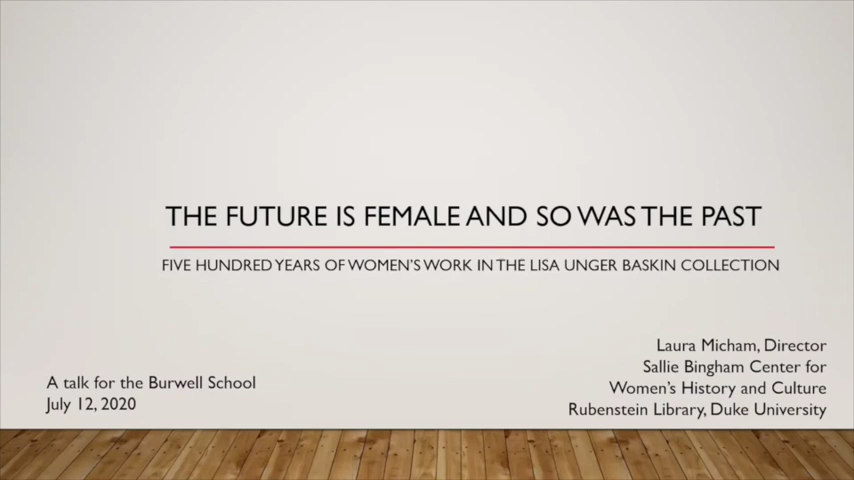 THE FUTURE IS FEMALE AND SO WAS THE PAST
FIVE HUNDRED YEARS OF WOMEN'S WORK IN THE LISA UNGER BASKIN COLLECTION
A talk for the Burwell School
July 12, 2020
Laura Micham, Director
Sallie Bingham Center for
Women's History and Culture
Rubenstein Library, Duke University